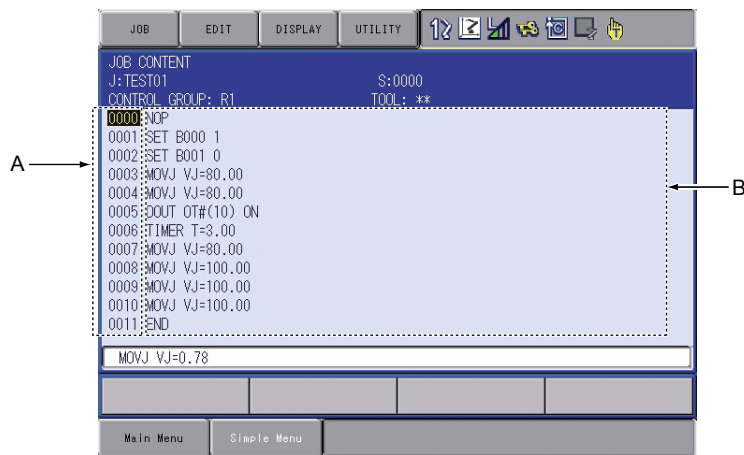 JOB EDIT DISPLAY UTILITY
JOB CONTENT
J:TEST01 S:0000
CONTROL GROUP: R1 TOOL: **
0000 NOP
0001 SET B000 1
0002 SET B001 0
0003 MOVJ VJ=80.00
0004 MOVJ VJ=80.00
0005 DOUT OT#(10) ON
0006 TIMER T=3.00
0007 MOVJ VJ=80.00
0008 MOVJ VJ=100.00
0009 MOVJ VJ=100.00
0010 MOVJ VJ=100.00
0011 END
A
B
MOVJ VJ=0.78
Main Menu Simple Menu